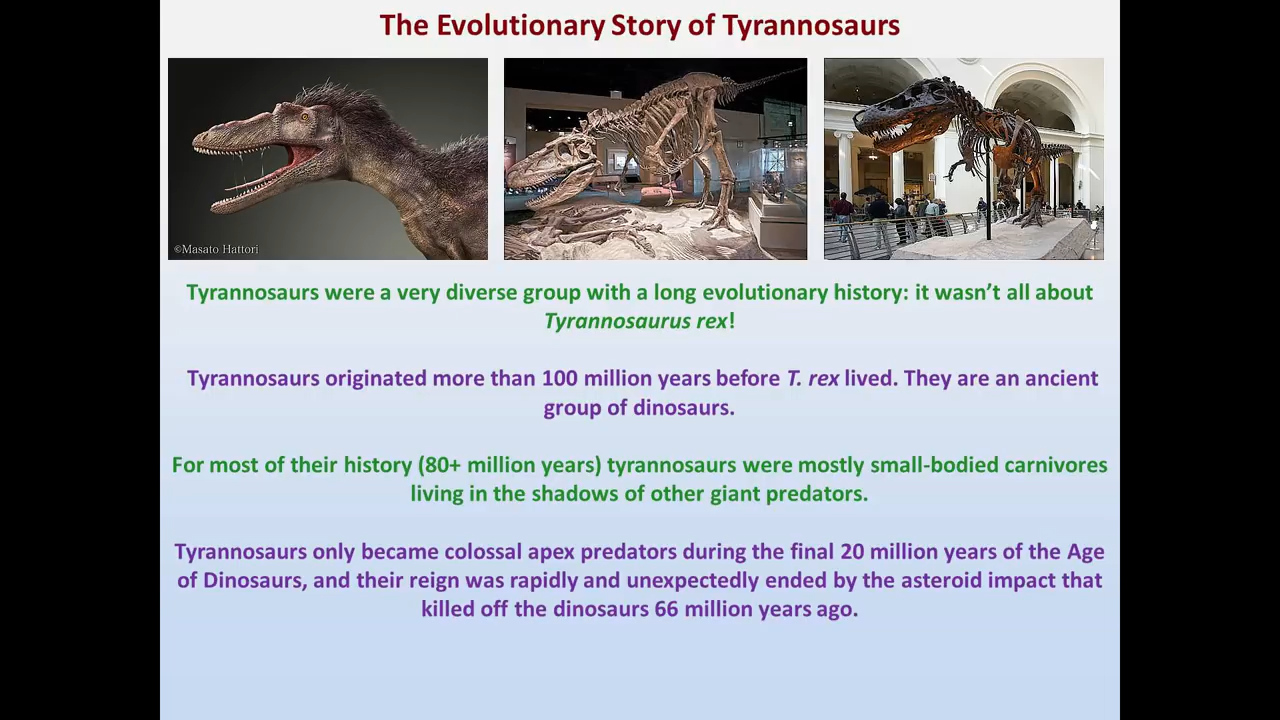 The Evolutionary Story of Tyrannosaurs
©Masato Hattori
Tyrannosaurs were a very diverse group with a long evolutionary history: it wasn’t all about
Tyrannosaurus rex!
Tyrannosaurs originated more than 100 million years before T. rex lived. They are an ancient
group of dinosaurs.
For most of their history (80+ million years) tyrannosaurs were mostly small-bodied carnivores
living in the shadows of other giant predators.
Tyrannosaurs only became colossal apex predators during the final 20 million years of the Age
of Dinosaurs, and their reign was rapidly and unexpectedly ended by the asteroid impact that
killed off the dinosaurs 66 million years ago.